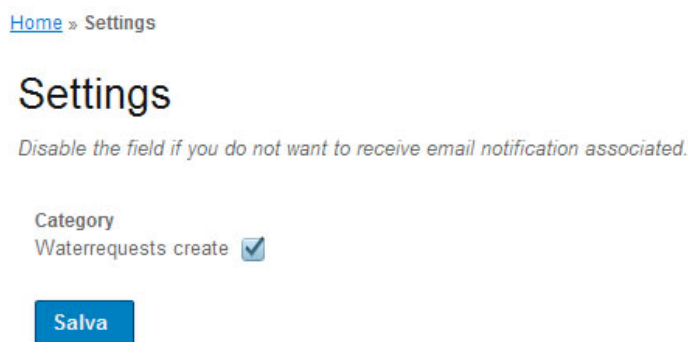 Home » Settings
Settings
Disable the field if you do not want to receive email notification associated.
Category
Waterrequests create
Salva